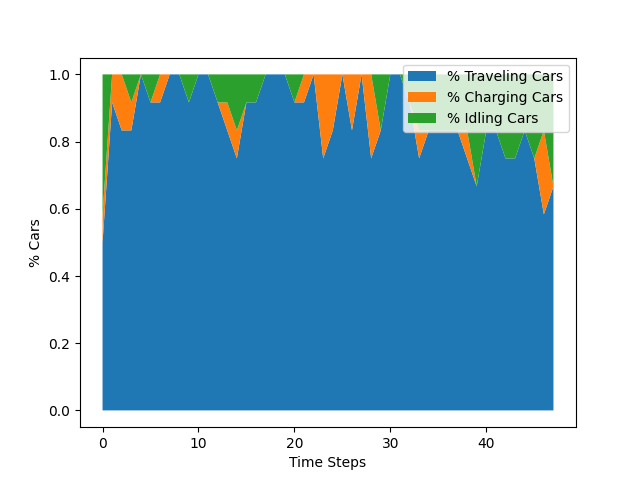 1.0
0.8
0.6
0.4
0.2
0.0
% Cars
% Traveling Cars
% Charging Cars
% Idling Cars
0 10 20 30 40
Time Steps